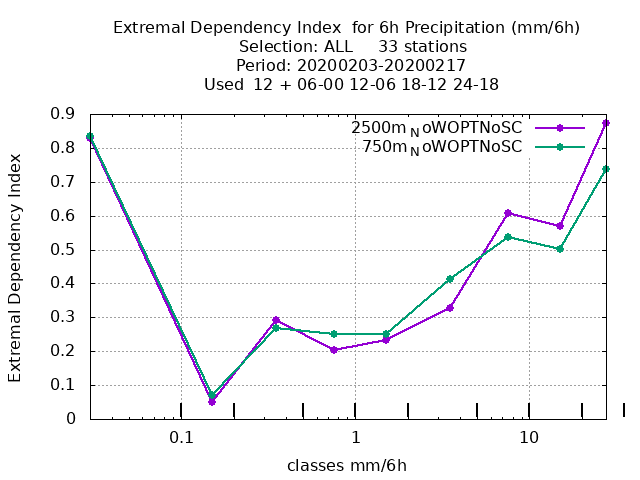 Extremal Dependency Index  for 6h Precipitation (mm/6h)
Selection: ALL     33 stations
Period: 20200203-20200217
Used  12 + 06-00 12-06 18-12 24-18
2500m_NoWOPTNoSC
750m_NoWOPTNoSC
Extremal Dependency Index
0.9
0.8
0.7
0.6
0.5
0.4
0.3
0.2
0.1
0
0.1
1
10
classes mm/6h